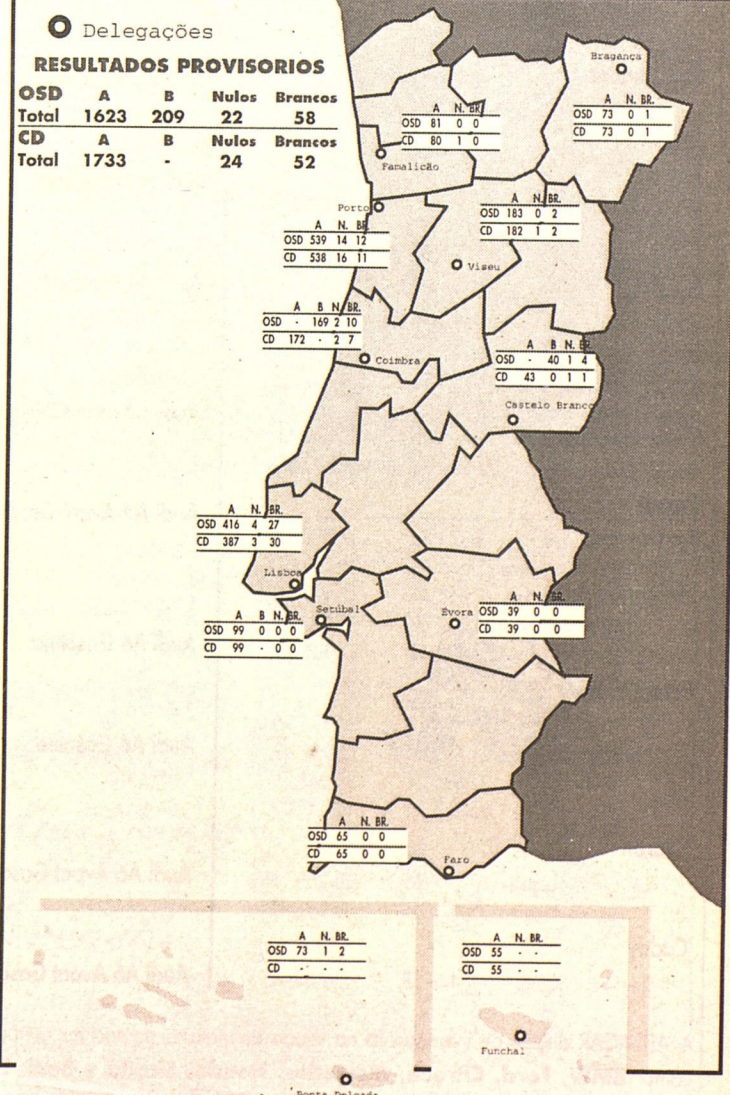 Delegações
RESULTADOS PROVISORIOS
OSD A B Nulos Brancos
Total 1623 209 22 58
CD A B Nulos Brancos
Total 1733 - 24 52
Bragança
A N. BR.
OSD 73 0 1
CD 73 0 1
A N. BR.
OSD 81 0 0
CD 80 1 0
Famalicão
Porto
A N. BR.
OSD 539 14 12
CD 538 16 11
A N. BR.
OSD 183 0 2
CD 182 1 2
Viseu
A B N. BR.
OSD - 169 2 10
CD 172 - 2 7
Coimbra
A B N. BR.
OSD - 40 1 4
CD 43 0 1 1
Castelo Branco
A N. BR.
OSD 416 4 27
CD 387 3 30
Lisboa
Setúbal
A B N. BR.
OSD 99 0 0 0
CD 99 - 0 0
Évora
A N. BR.
OSD 39 0 0
CD 39 0 0
A N. BR.
OSD 65 0 0
CD 65 0 0
Faro
A N. BR.
OSD 73 1 2
CD - - -
A N. BR.
OSD 55 - -
CD 55 - -
Funchal
Ponta Delgada